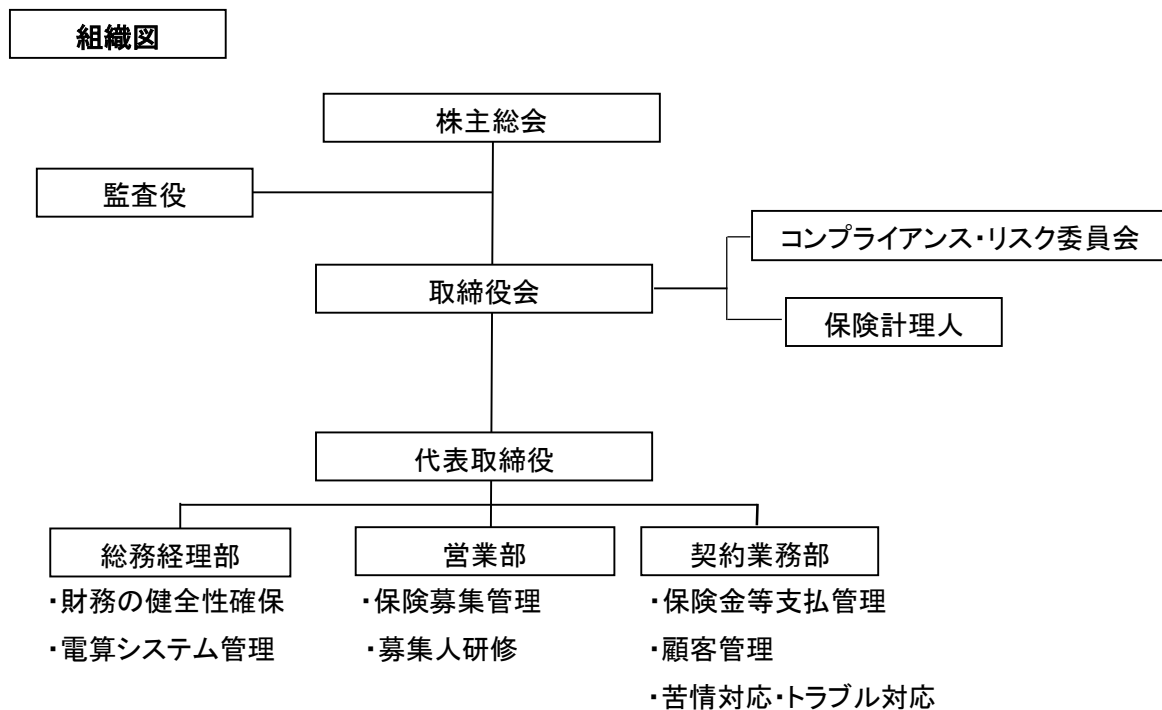 組織図
株主総会
監査役
コンプライアンス・リスク委員会
取締役会
保険計理人
代表取締役
総務経理部
・財務の健全性確保
・電算システム管理
営業部
・保険募集管理
・募集人研修
契約業務部
・保険金等支払管理
・顧客管理
・苦情対応・トラブル対応